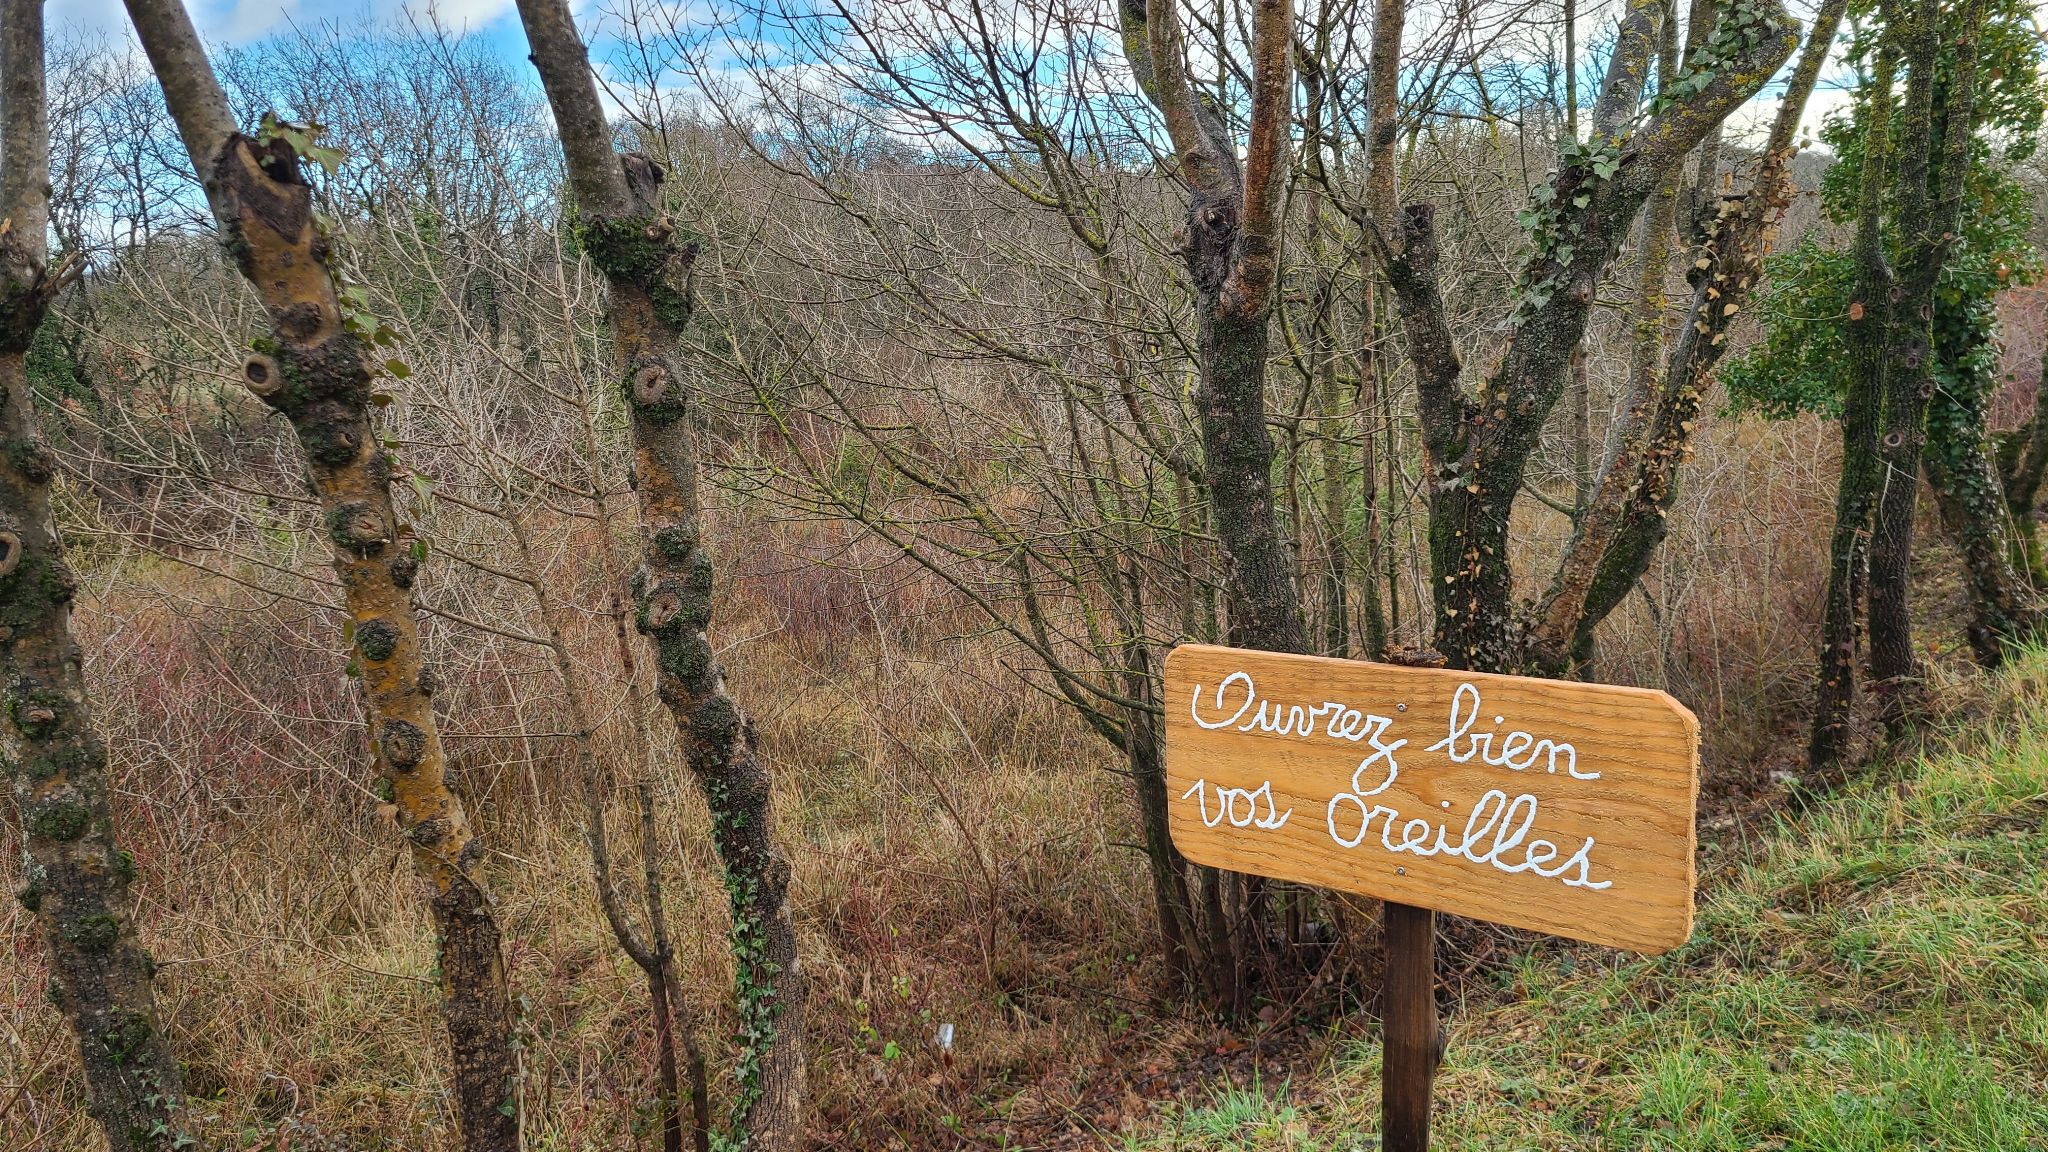 Ouvrez bien
vos oreilles